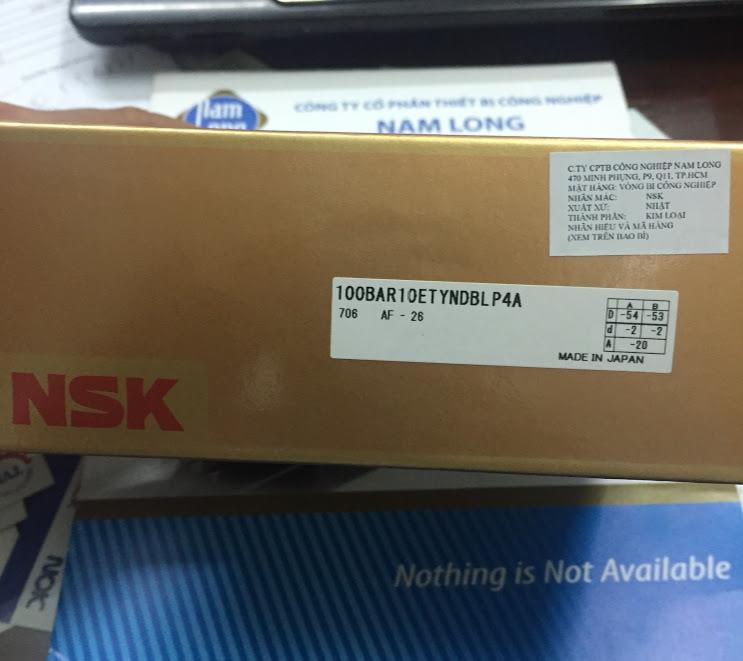 Nam
Long
CÔNG TY CỔ PHẦN THIẾT BỊ CÔNG NGHIỆP
NAM LONG
C.TY CPTB CÔNG NGHIỆP NAM LONG
470 MINH PHỤNG, P9, Q11, TP.HCM
MẶT HÀNG: VÒNG BI CÔNG NGHIỆP
NHÃN MÁC: NSK
XUẤT XỨ: NHẬT
THÀNH PHẦN: KIM LOẠI
NHÃN HIỆU VÀ MÃ HÀNG
(XEM TRÊN BAO BÌ)
100BAR10ETYNDBLP4A
706 AF - 26
A B
D -54 -53
d -2 -2
A -20
MADE IN JAPAN
NSK
NOK
Nothing is Not Available